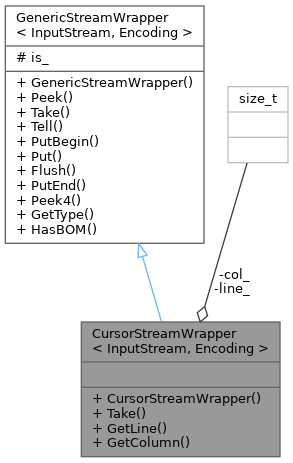 GenericStreamWrapper
< InputStream, Encoding >
# is_
+ GenericStreamWrapper()
+ Peek()
+ Take()
+ Tell()
+ PutBegin()
+ Put()
+ Flush()
+ PutEnd()
+ Peek4()
+ GetType()
+ HasBOM()
size_t
-col_
-line_
CursorStreamWrapper
< InputStream, Encoding >
+ CursorStreamWrapper()
+ Take()
+ GetLine()
+ GetColumn()